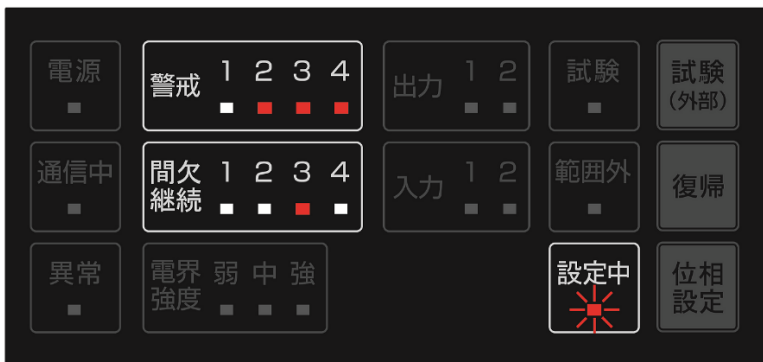 電源
警戒 1 2 3 4
出力 1 2
試験
試験
(外部)
通信中
間欠
継続 1 2 3 4
入力 1 2
範囲外
復帰
異常
電界
強度 弱 中 強
設定中
位相
設定